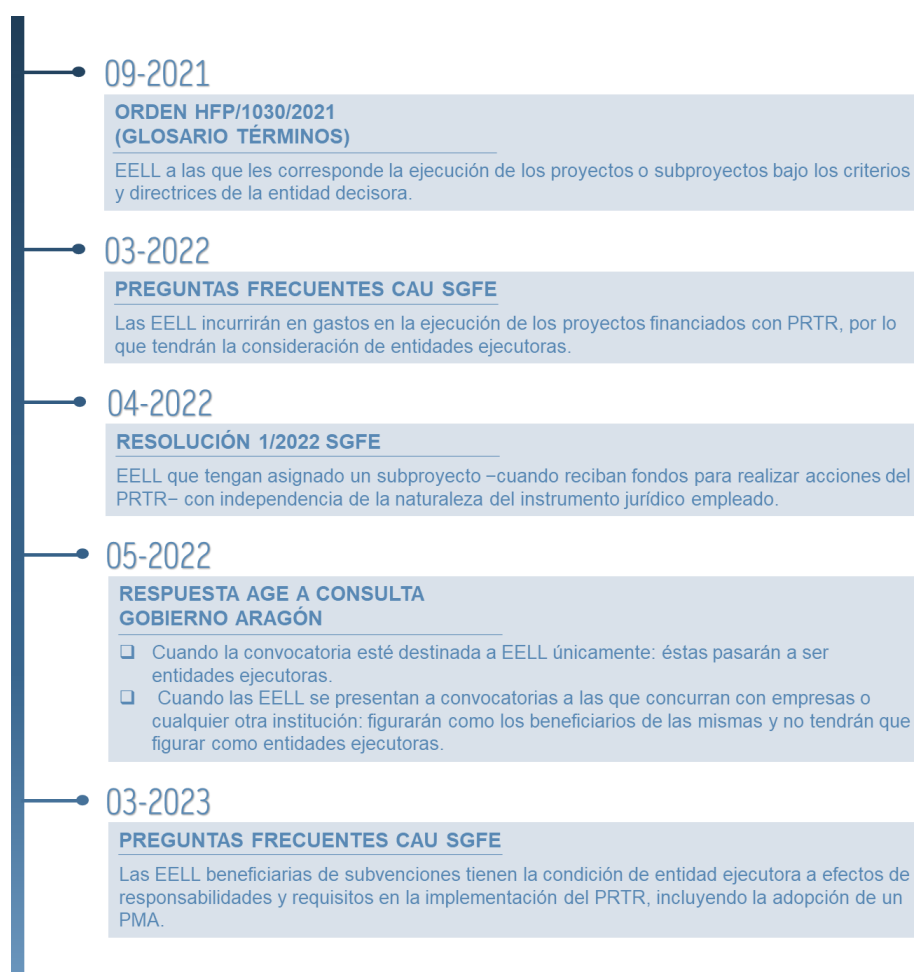 09-2021
ORDEN HFP/1030/2021
(GLOSARIO TÉRMINOS)
EELL a las que les corresponde la ejecución de los proyectos o subproyectos bajo los criterios
y directrices de la entidad decisora.
03-2022
PREGUNTAS FRECUENTES CAU SGFE
Las EELL incurrirán en gastos en la ejecución de los proyectos financiados con PRTR, por lo
que tendrán la consideración de entidades ejecutoras.
04-2022
RESOLUCIÓN 1/2022 SGFE
EELL que tengan asignado un subproyecto −cuando reciban fondos para realizar acciones del
PRTR− con independencia de la naturaleza del instrumento jurídico empleado.
05-2022
RESPUESTA AGE A CONSULTA
GOBIERNO ARAGÓN
❑ Cuando la convocatoria esté destinada a EELL únicamente: éstas pasarán a ser
entidades ejecutoras.
❑ Cuando las EELL se presentan a convocatorias a las que concurran con empresas o
cualquier otra institución: figurarán como los beneficiarios de las mismas y no tendrán que
figurar como entidades ejecutoras.
03-2023
PREGUNTAS FRECUENTES CAU SGFE
Las EELL beneficiarias de subvenciones tienen la condición de entidad ejecutora a efectos de
responsabilidades y requisitos en la implementación del PRTR, incluyendo la adopción de un
PMA.